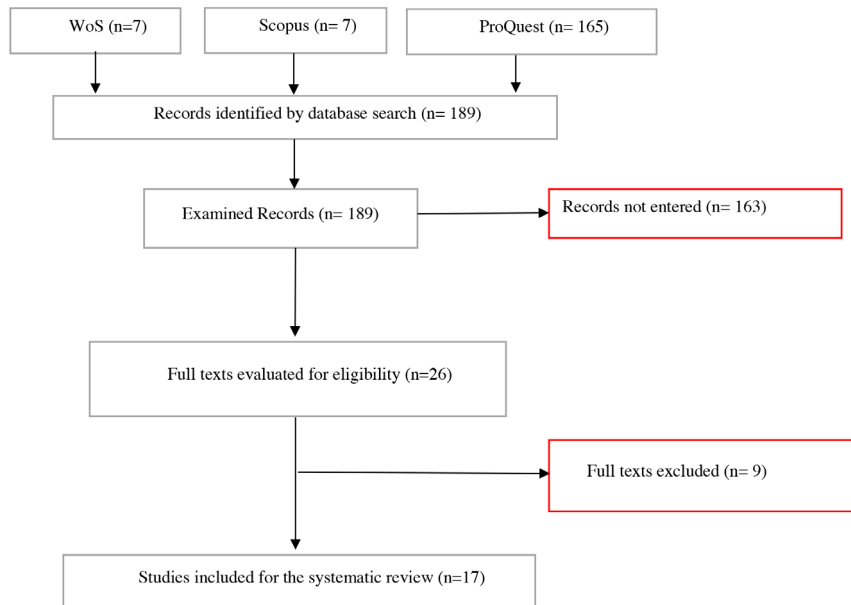 WoS (n=7)
Scopus (n= 7)
ProQuest (n= 165)
Records identified by database search (n= 189)
Examined Records (n= 189)
Records not entered (n= 163)
Full texts evaluated for eligibility (n=26)
Full texts excluded (n= 9)
Studies included for the systematic review (n=17)